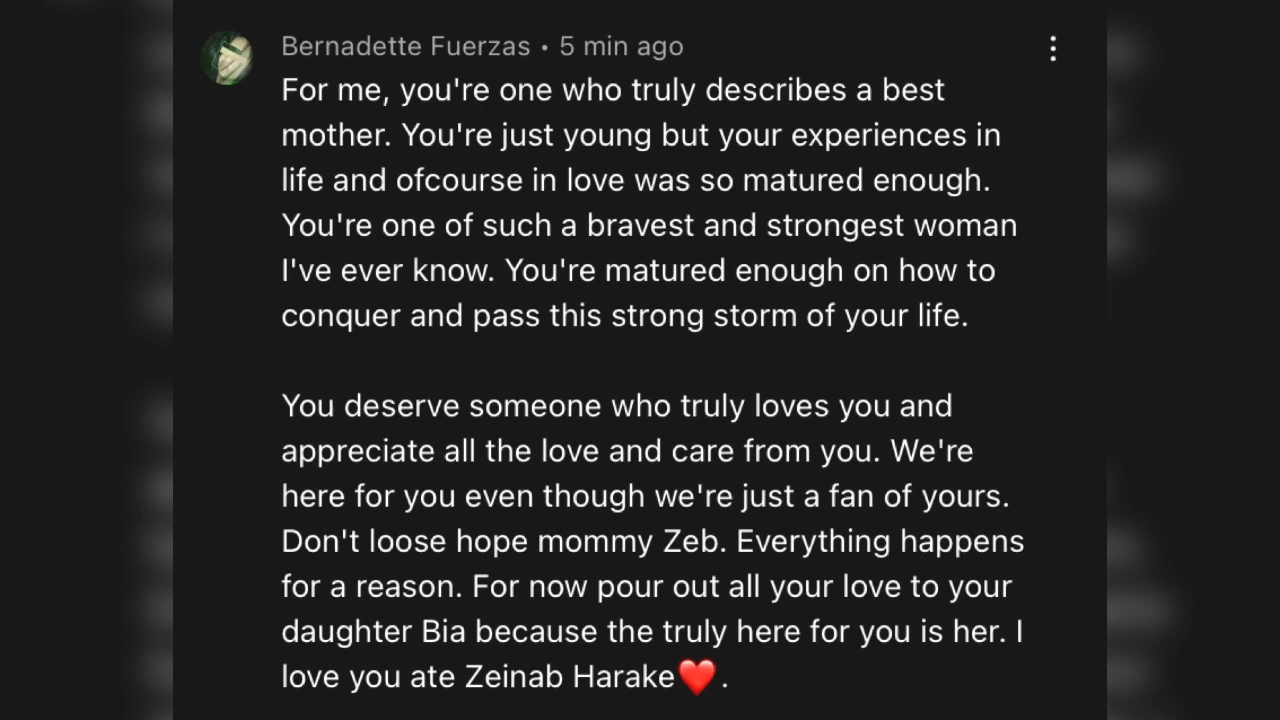 Bernadette Fuerzas • 5 min ago
For me, you're one who truly describes a best
mother. You're just young but your experiences in
life and ofcourse in love was so matured enough.
You're one of such a bravest and strongest woman
I've ever know. You're matured enough on how to
conquer and pass this strong storm of your life.
You deserve someone who truly loves you and
appreciate all the love and care from you. We're
here for you even though we're just a fan of yours.
Don't loose hope mommy Zeb. Everything happens
for a reason. For now pour out all your love to your
daughter Bia because the truly here for you is her. I
love you ate Zeinab Harake❤️.